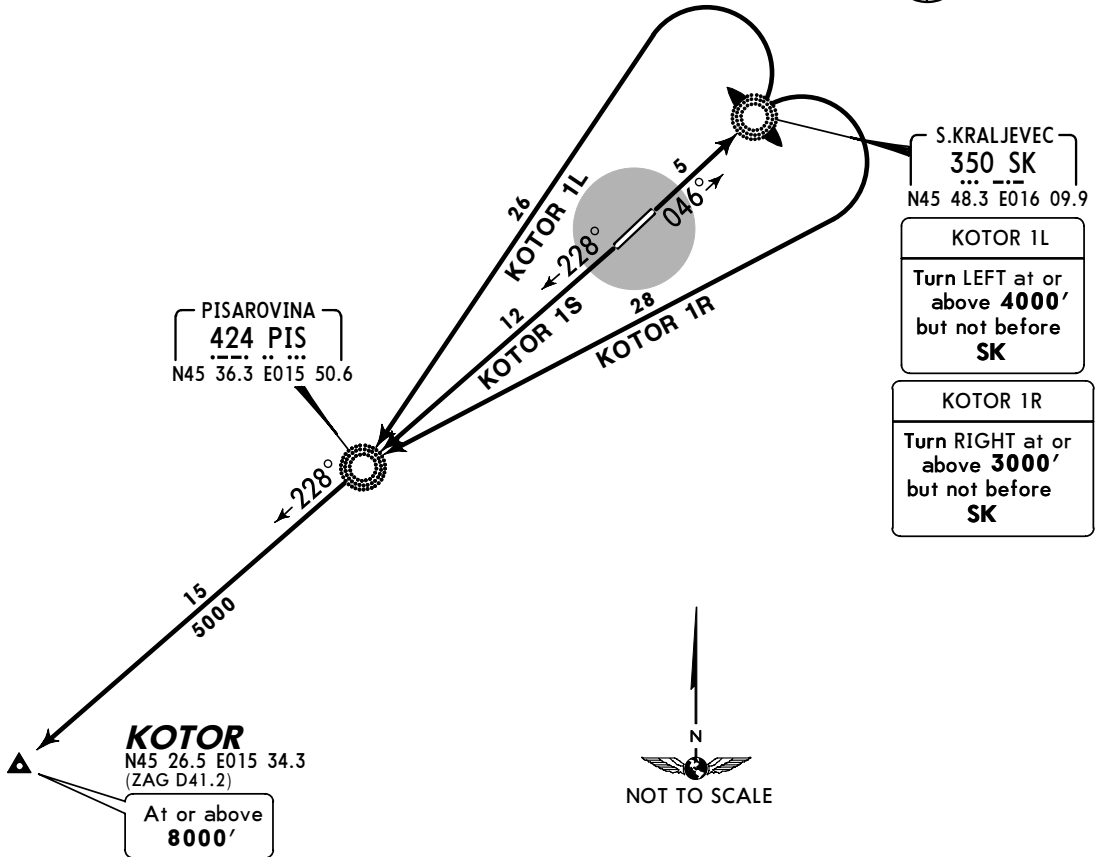 S.KRALJEVEC
350 SK
N45 48.3 E016 09.9
KOTOR 1L
Turn LEFT at or
above 4000'
but not before
SK
KOTOR 1R
Turn RIGHT at or
above 3000'
but not before
SK
5
046°
26
KOTOR 1L
228°
12
KOTOR 1S
28
KOTOR 1R
PISAROVINA
424 PIS
N45 36.3 E015 50.6
228°
15
5000
KOTOR
N45 26.5 E015 34.3
(ZAG D41.2)
At or above
8000'
N
NOT TO SCALE